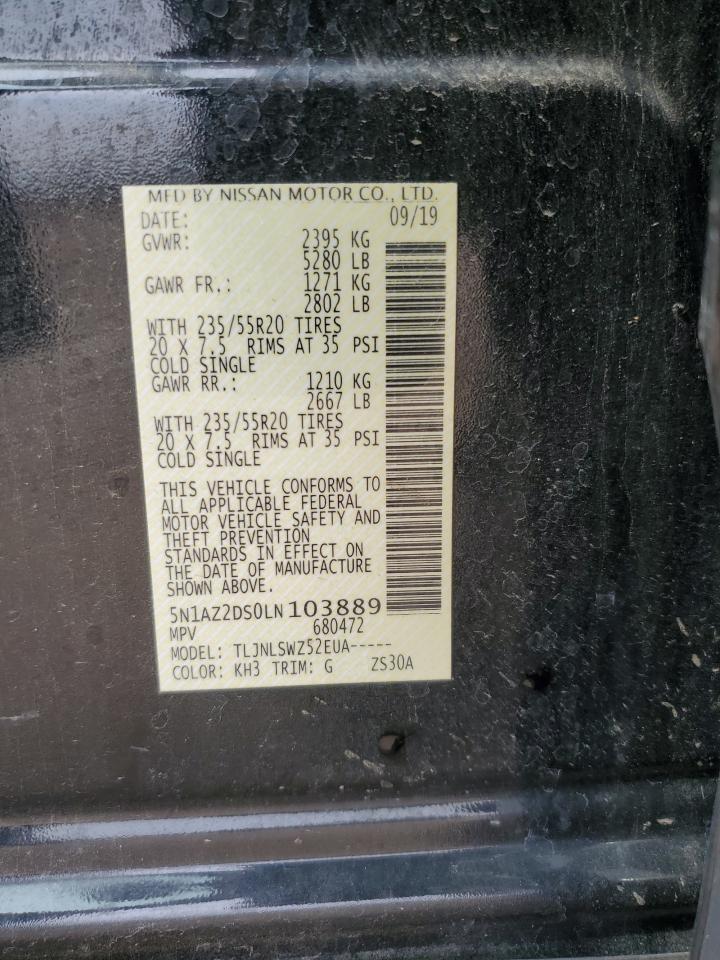 MFD BY NISSAN MOTOR CO., LTD.
DATE: 09/19
GVWR: 2395 KG
5280 LB
GAWR FR.: 1271 KG
2802 LB
WITH 235/55R20 TIRES
20 X 7.5 RIMS AT 35 PSI
COLD SINGLE
GAWR RR.: 1210 KG
2667 LB
WITH 235/55R20 TIRES
20 X 7.5 RIMS AT 35 PSI
COLD SINGLE
THIS VEHICLE CONFORMS TO
ALL APPLICABLE FEDERAL
MOTOR VEHICLE SAFETY AND
THEFT PREVENTION
STANDARDS IN EFFECT ON
THE DATE OF MANUFACTURE
SHOWN ABOVE.
5N1AZ2DS0LN103889
MPV 680472
MODEL: TLJNLSWZ52EUA-----
COLOR: KH3 TRIM: G ZS30A